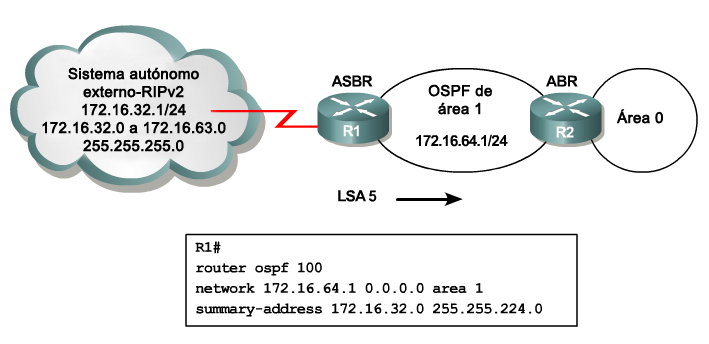 Sistema autónomo
externo-RIPv2
172.16.32.1/24
172.16.32.0 a 172.16.63.0
255.255.255.0
ASBR
R1
OSPF de
área 1
172.16.64.1/24
ABR
R2
Área 0
LSA 5
R1#
router ospf 100
network 172.16.64.1 0.0.0.0 area 1
summary-address 172.16.32.0 255.255.224.0